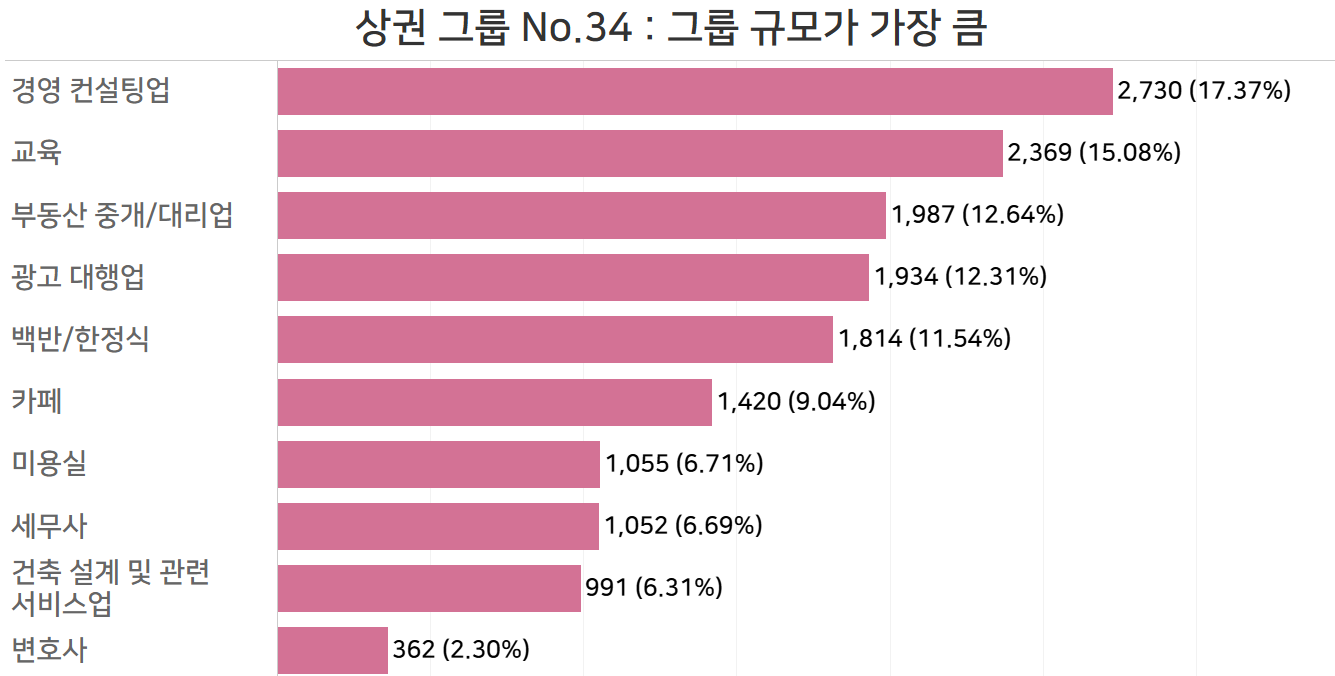 상권 그룹 No.34 : 그룹 규모가 가장 큼
경영 컨설팅업 2,730 (17.37%)
교육 2,369 (15.08%)
부동산 중개/대리업 1,987 (12.64%)
광고 대행업 1,934 (12.31%)
백반/한정식 1,814 (11.54%)
카페 1,420 (9.04%)
미용실 1,055 (6.71%)
세무사 1,052 (6.69%)
건축 설계 및 관련
서비스업 991 (6.31%)
변호사 362 (2.30%)